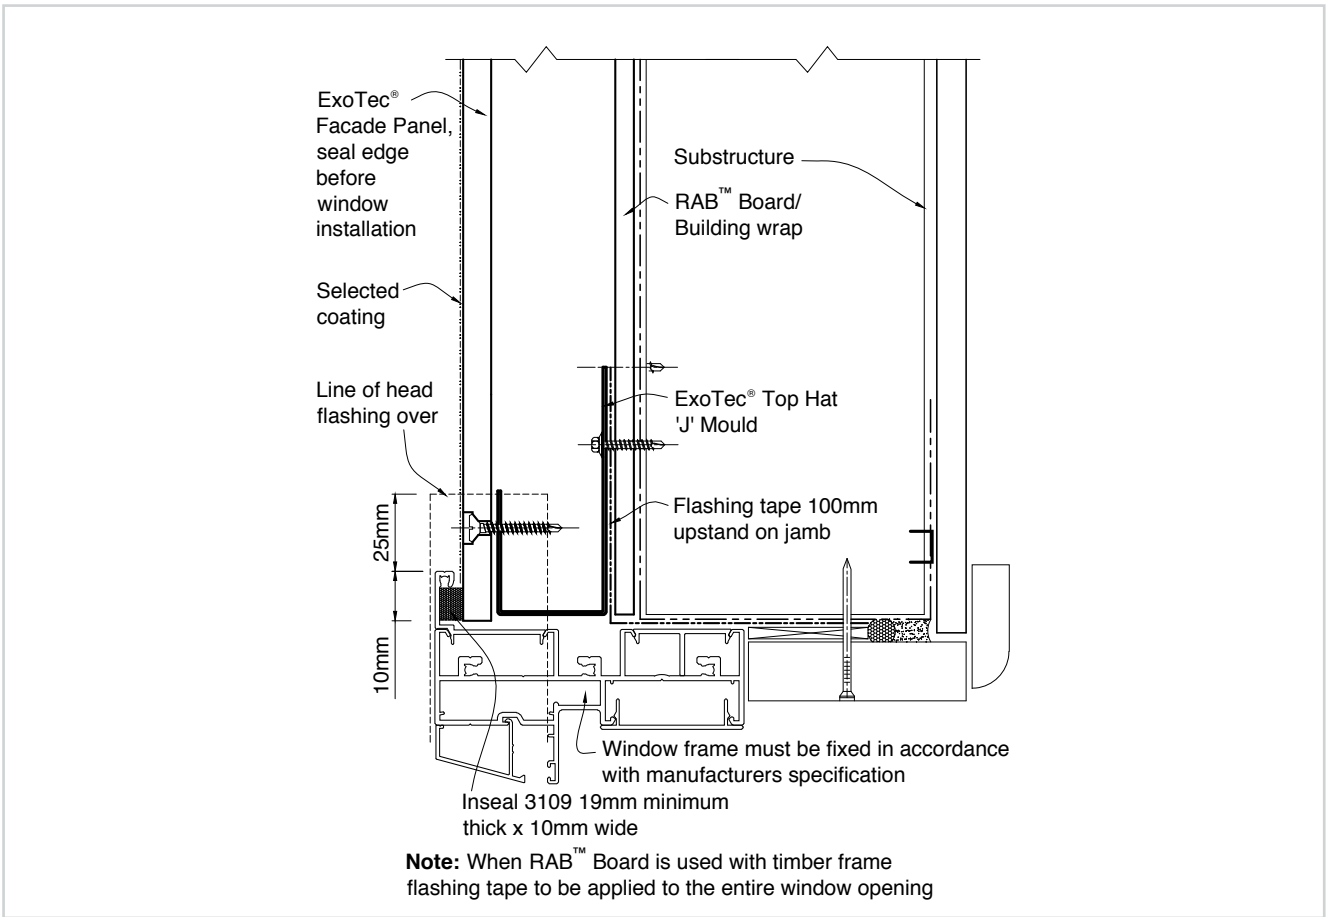 ExoTec®
Facade Panel,
seal edge
before
window
installation
Substructure
RAB™ Board/
Building wrap
Selected
coating
Line of head
flashing over
ExoTec® Top Hat
'J' Mould
Flashing tape 100mm
upstand on jamb
25mm
10mm
Window frame must be fixed in accordance
with manufacturers specification
Inseal 3109 19mm minimum
thick x 10mm wide
Note: When RAB™ Board is used with timber frame
flashing tape to be applied to the entire window opening